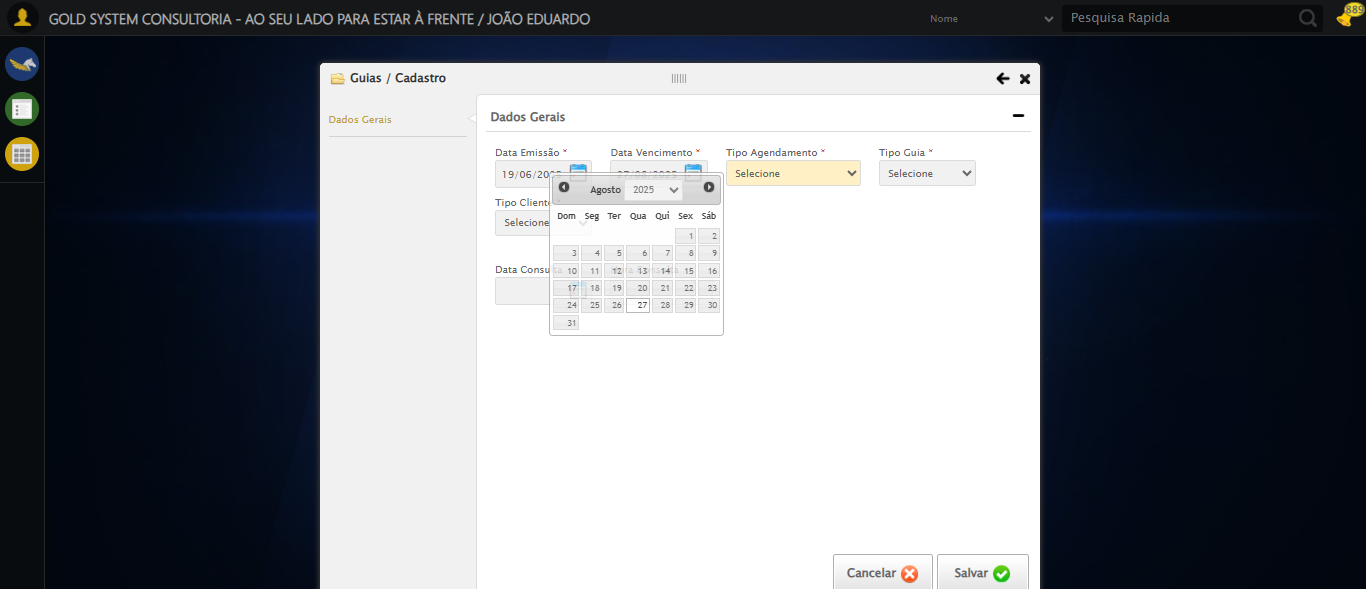 GOLD SYSTEM CONSULTORIA - AO SEU LADO PARA ESTAR À FRENTE / JOÃO EDUARDO
Nome
Pesquisa Rapida
889
Guias / Cadastro
Dados Gerais
Dados Gerais
Data Emissão * Data Vencimento * Tipo Agendamento * Tipo Guia *
19/06/202 Selecione Selecione
Tipo Cliente
Selecione
Agosto 2025
Dom Seg Ter Qua Qui Sex Sáb
1 2
3 4 5 6 7 8 9
10 11 12 13 14 15 16
17 18 19 20 21 22 23
24 25 26 27 28 29 30
31
Data Consulta
Cancelar
Salvar